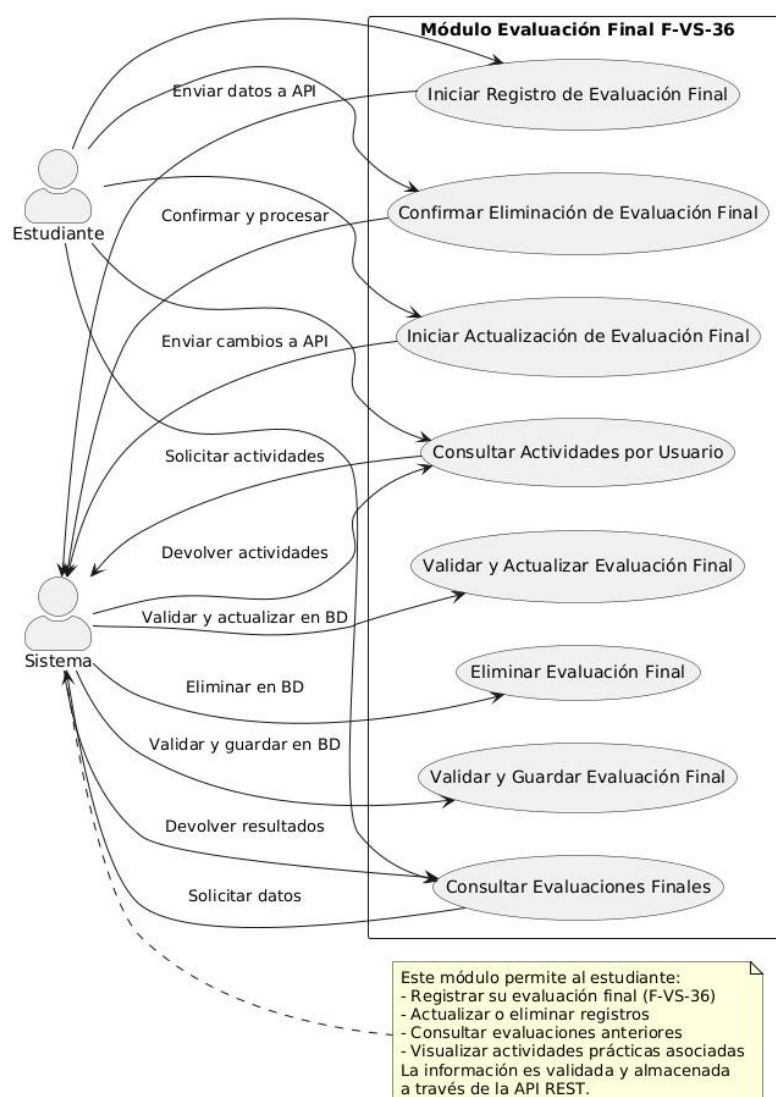 Módulo Evaluación Final F-VS-36
Iniciar Registro de Evaluación Final
Enviar datos a API
Estudiante
Confirmar Eliminación de Evaluación Final
Confirmar y procesar
Iniciar Actualización de Evaluación Final
Enviar cambios a API
Consultar Actividades por Usuario
Solicitar actividades
Devolver actividades
Validar y Actualizar Evaluación Final
Validar y actualizar en BD
Sistema
Eliminar Evaluación Final
Eliminar en BD
Validar y guardar en BD
Validar y Guardar Evaluación Final
Devolver resultados
Consultar Evaluaciones Finales
Solicitar datos
Este módulo permite al estudiante:
- Registrar su evaluación final (F-VS-36)
- Actualizar o eliminar registros
- Consultar evaluaciones anteriores
- Visualizar actividades prácticas asociadas
La información es validada y almacenada
a través de la API REST.